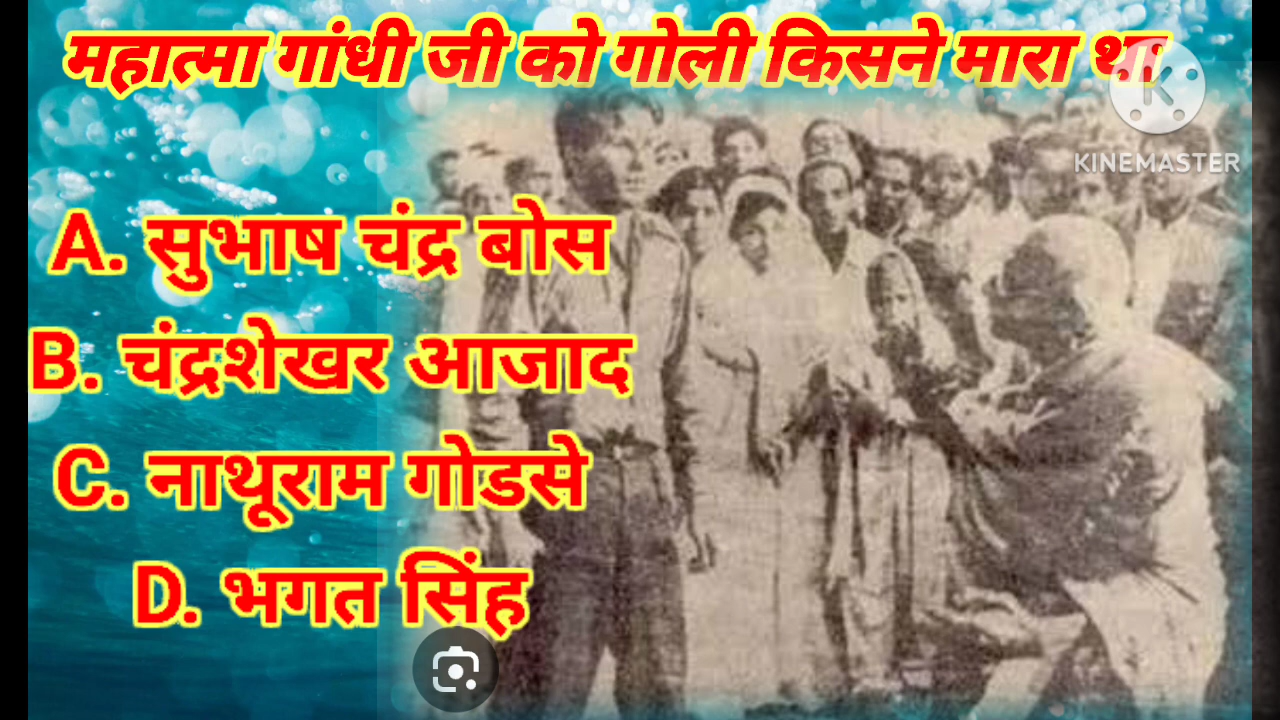 महात्मा गांधी जी को गोली किसने मारा था
KINEMASTER
A. सुभाष चंद्र बोस
B. चंद्रशेखर आजाद
C. नाथूराम गोडसे
D. भगत सिंह